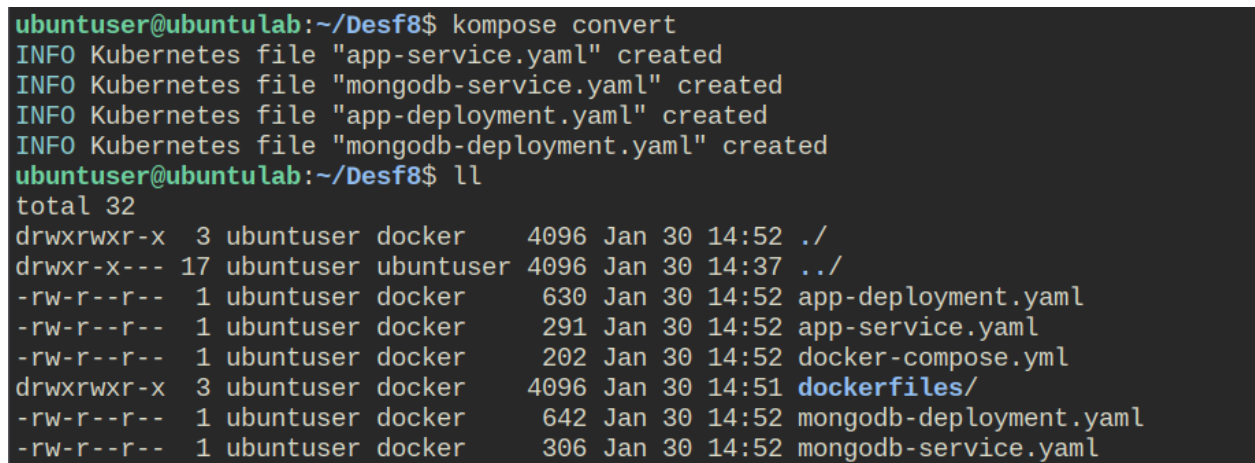 ubuntuser@ubuntulab:~/Desf8$ kompose convert
INFO Kubernetes file "app-service.yaml" created
INFO Kubernetes file "mongodb-service.yaml" created
INFO Kubernetes file "app-deployment.yaml" created
INFO Kubernetes file "mongodb-deployment.yaml" created
ubuntuser@ubuntulab:~/Desf8$ ll
total 32
drwxrwxr-x  3 ubuntuser docker    4096 Jan 30 14:52 ./
drwxr-x--- 17 ubuntuser ubuntuser 4096 Jan 30 14:37 ../
-rw-r--r--  1 ubuntuser docker     630 Jan 30 14:52 app-deployment.yaml
-rw-r--r--  1 ubuntuser docker     291 Jan 30 14:52 app-service.yaml
-rw-r--r--  1 ubuntuser docker     202 Jan 30 14:52 docker-compose.yml
drwxrwxr-x  3 ubuntuser docker    4096 Jan 30 14:51 dockerfiles/
-rw-r--r--  1 ubuntuser docker     642 Jan 30 14:52 mongodb-deployment.yaml
-rw-r--r--  1 ubuntuser docker     306 Jan 30 14:52 mongodb-service.yaml